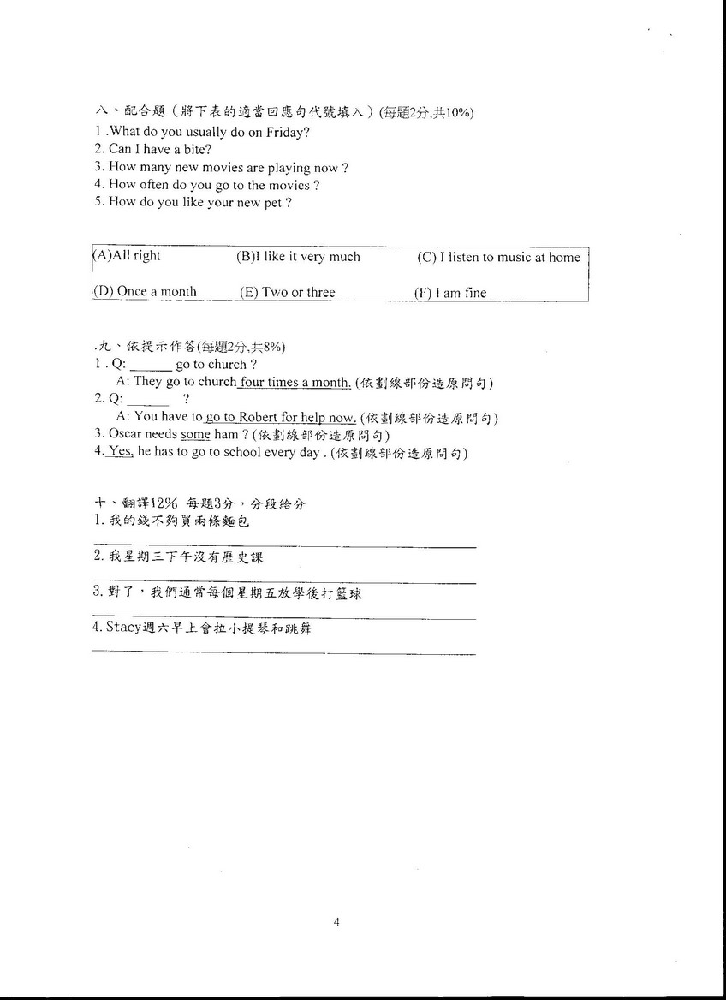 八、配合題（將下表的適當回應句代號填入）(每題2分,共10%)
1 .What do you usually do on Friday?
2. Can I have a bite?
3. How many new movies are playing now ?
4. How often do you go to the movies ?
5. How do you like your new pet ?
(A)All right (B)I like it very much (C) I listen to music at home
(D) Once a month (E) Two or three (F) I am fine
.九、依提示作答(每題2分,共8%)
1 . Q: ______ go to church ?
A: They go to church four times a month. (依劃線部份造原問句)
2. Q: ______ ?
A: You have to go to Robert for help now. (依劃線部份造原問句)
3. Oscar needs some ham ? (依劃線部份造原問句)
4. Yes, he has to go to school every day . (依劃線部份造原問句)
十、翻譯12% 每題3分，分段給分
1. 我的錢不夠買兩條麵包
2. 我星期三下午沒有歷史課
3. 對了，我們通常每個星期五放學後打籃球
4. Stacy週六早上會拉小提琴和跳舞
4